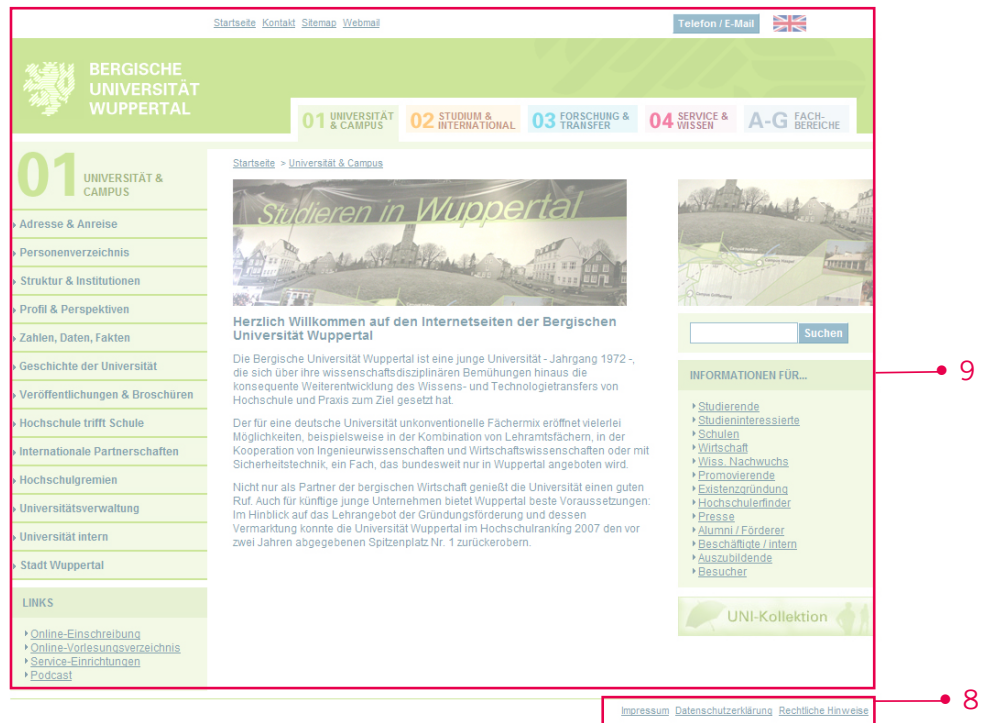 Startseite Kontakt Sitemap Webmail
Telefon / E-Mail
BERGISCHE
UNIVERSITÄT
WUPPERTAL
01 UNIVERSITÄT & CAMPUS
02 STUDIUM & INTERNATIONAL
03 FORSCHUNG & TRANSFER
04 SERVICE & WISSEN
A-G FACH-BEREICHE
01 UNIVERSITÄT &
CAMPUS
Adresse & Anreise
Personenverzeichnis
Struktur & Institutionen
Profil & Perspektiven
Zahlen, Daten, Fakten
Geschichte der Universität
Veröffentlichungen & Broschüren
Hochschule trifft Schule
Internationale Partnerschaften
Hochschulgremien
Universitätsverwaltung
Universität intern
Stadt Wuppertal
LINKS
Online-Einschreibung
Online-Vorlesungsverzeichnis
Service-Einrichtungen
Podcast
Startseite > Universität & Campus
Studieren in Wuppertal
Herzlich Willkommen auf den Internetseiten der Bergischen
Universität Wuppertal
Die Bergische Universität Wuppertal ist eine junge Universität - Jahrgang 1972 -,
die sich über ihre wissenschaftsdisziplinären Bemühungen hinaus die
konsequente Weiterentwicklung des Wissens- und Technologietransfers von
Hochschule und Praxis zum Ziel gesetzt hat.
Der für eine deutsche Universität unkonventionelle Fächermix eröffnet vielerlei
Möglichkeiten, beispielsweise in der Kombination von Lehramtsfächern, in der
Kooperation von Ingenieurwissenschaften und Wirtschaftswissenschaften oder mit
Sicherheitstechnik, ein Fach, das bundesweit nur in Wuppertal angeboten wird.
Nicht nur als Partner der bergischen Wirtschaft genießt die Universität einen guten
Ruf. Auch für künftige junge Unternehmen bietet Wuppertal beste Voraussetzungen:
Im Hinblick auf das Lehrangebot der Gründungsförderung und dessen
Vermarktung konnte die Universität Wuppertal im Hochschulranking 2007 den vor
zwei Jahren abgegebenen Spitzenplatz Nr. 1 zurückerobern.
Suchen
INFORMATIONEN FÜR...
Studierende
Studieninteressierte
Schulen
Wirtschaft
Wiss. Nachwuchs
Promovierende
Existenzgründung
Hochschulerfinder
Presse
Alumni / Förderer
Beschäftigte / intern
Auszubildende
Besucher
UNI-Kollektion
9
Impressum Datenschutzerklärung Rechtliche Hinweise
8